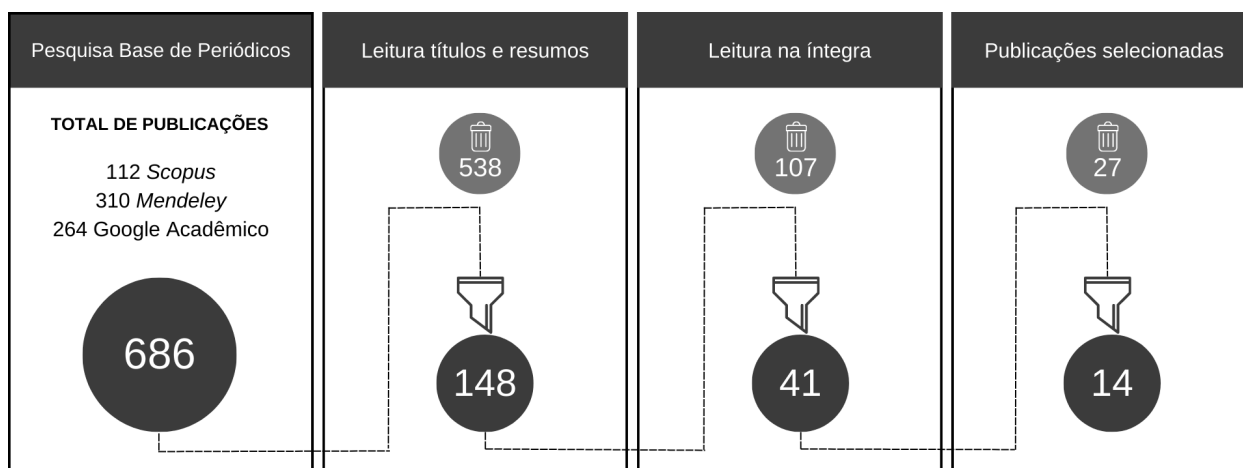 Pesquisa Base de Periódicos
TOTAL DE PUBLICAÇÕES
112 Scopus
310 Mendeley
264 Google Acadêmico
686
Leitura títulos e resumos
538
148
Leitura na íntegra
107
41
Publicações selecionadas
27
14